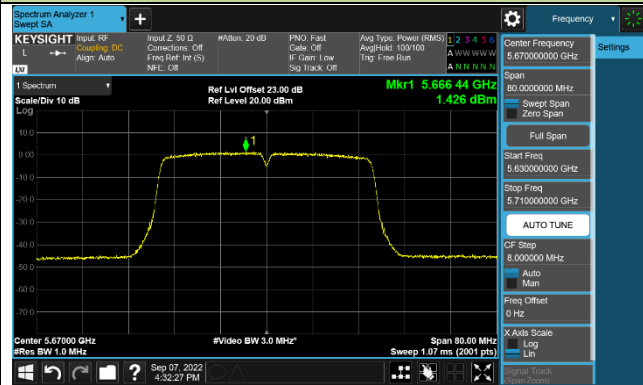 Spectrum Analyzer 1
Swept SA
Frequency
KEYSIGHT
L
Input: RF
Coupling: DC
Align: Auto
Input Z: 50 Ω
Corrections: Off
Freq Ref: Int (S)
NFE: Off
#Atten: 20 dB
PNO: Fast
Gate: Off
IF Gain: Low
Sig Track: Off
Avg Type: Power (RMS)
Avg|Hold: 100/100
Trig: Free Run
1 2 3 4 5 6
A W W W W W
A N N N N N
1 Spectrum
Scale/Div 10 dB
Log
Ref Lvl Offset 23.00 dB
Ref Level 20.00 dBm
Mkr1 5.666 44 GHz
1.426 dBm
10.0
0.00
-10.0
-20.0
-30.0
-40.0
-50.0
-60.0
-70.0
1
Center 5.67000 GHz
#Res BW 1.0 MHz
#Video BW 3.0 MHz*
Span 80.00 MHz
Sweep 1.07 ms (2001 pts)
Sep 07, 2022
4:32:27 PM
Center Frequency
5.670000000 GHz
Span
80.0000000 MHz
Swept Span
Zero Span
Full Span
Start Freq
5.630000000 GHz
Stop Freq
5.710000000 GHz
AUTO TUNE
CF Step
8.000000 MHz
Auto
Man
Freq Offset
0 Hz
X Axis Scale
Log
Lin
Signal Track
(Span Zoom)
Settings